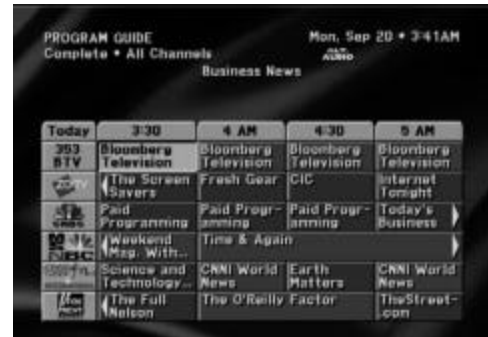 PROGRAM GUIDE
Mon, Sep 20 • 3:41AM
Complete • All Channels
ALT
AUDIO
Business News
Today 3:30 4 AM 4:30 5 AM
353 Bloomberg Bloomberg Bloomberg Bloomberg
BTV Television Television Television Television
The Screen Fresh Gear CIC Internet
Savers Tonight
Paid Paid Progr- Paid Progr- Today's
Programming amming amming Business
Weekend Time & Again
Mag. With...
Science and CNNI World Earth CNNI World
Technology... News Matters News
The Full The O'Reilly Factor TheStreet-
Nelson .com